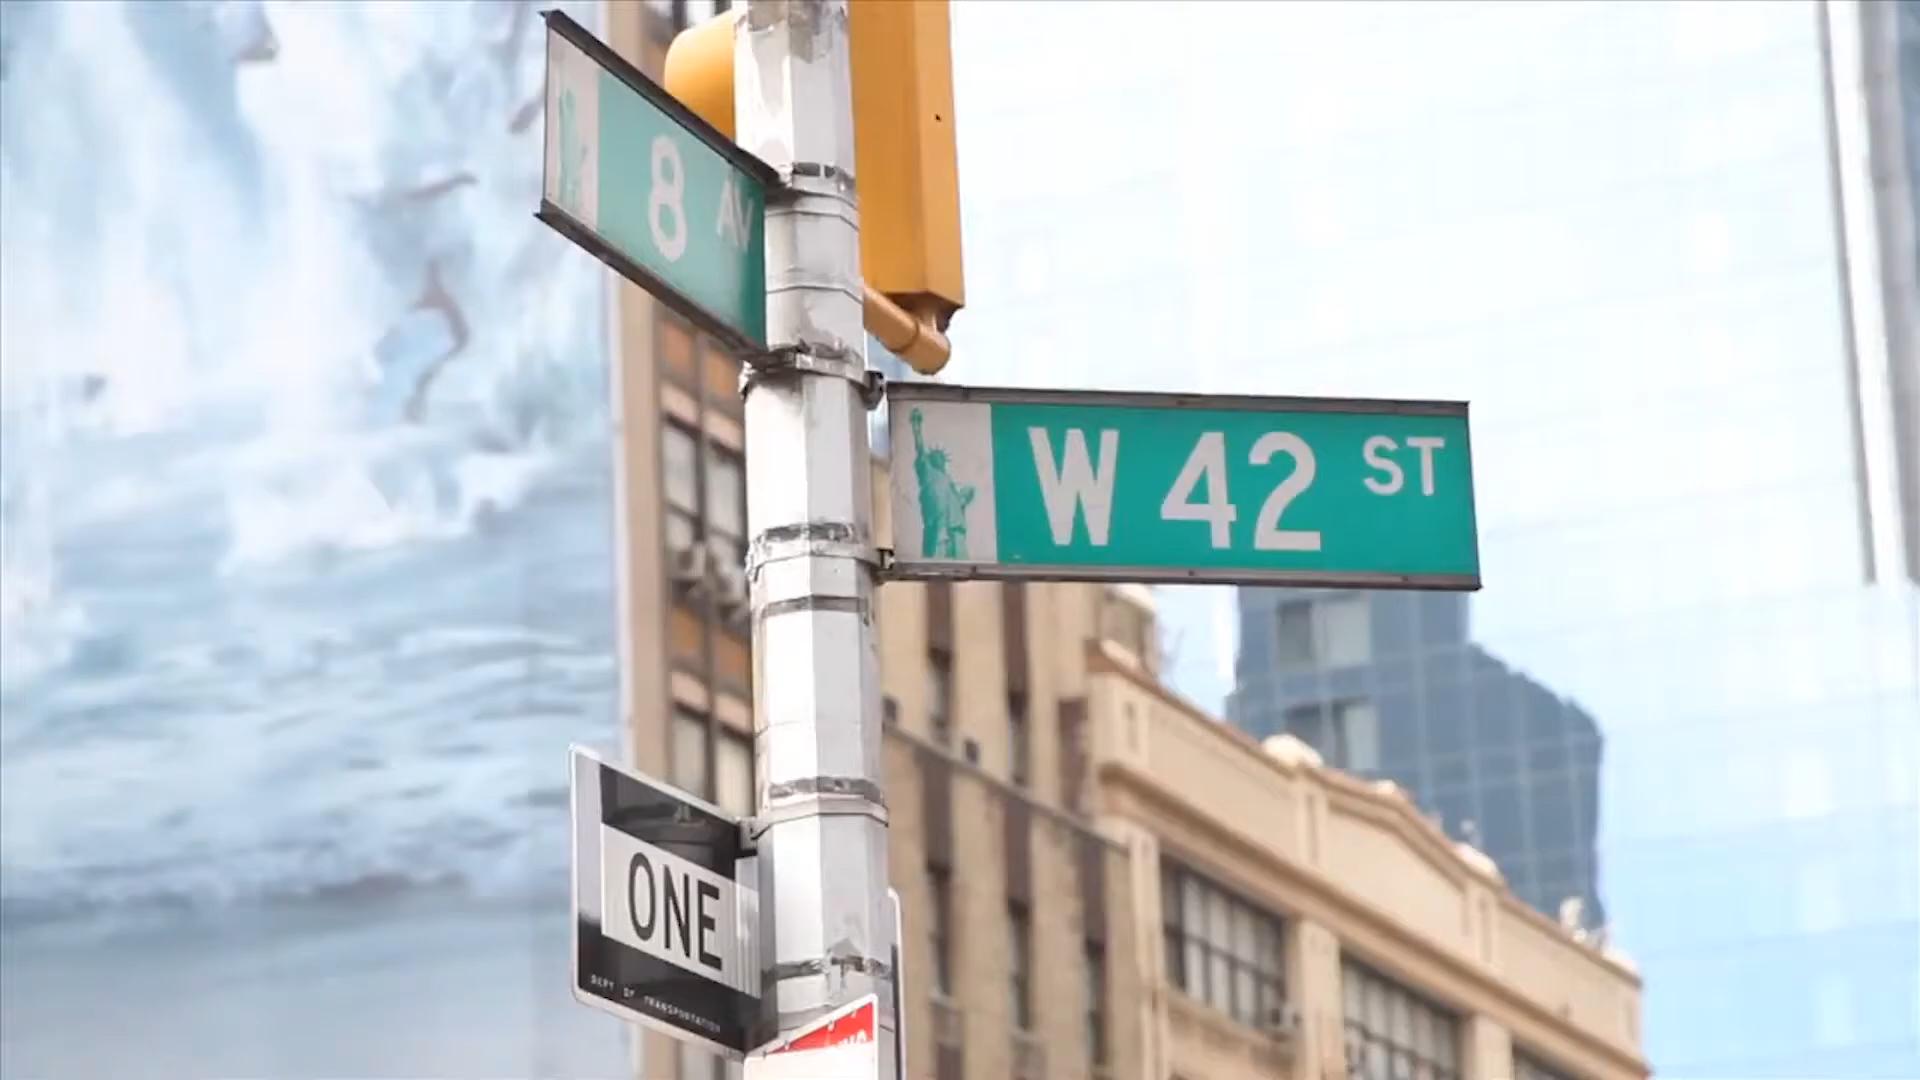 8 AV
W 42 ST
ONE
DEPT OF TRANSPORTATION